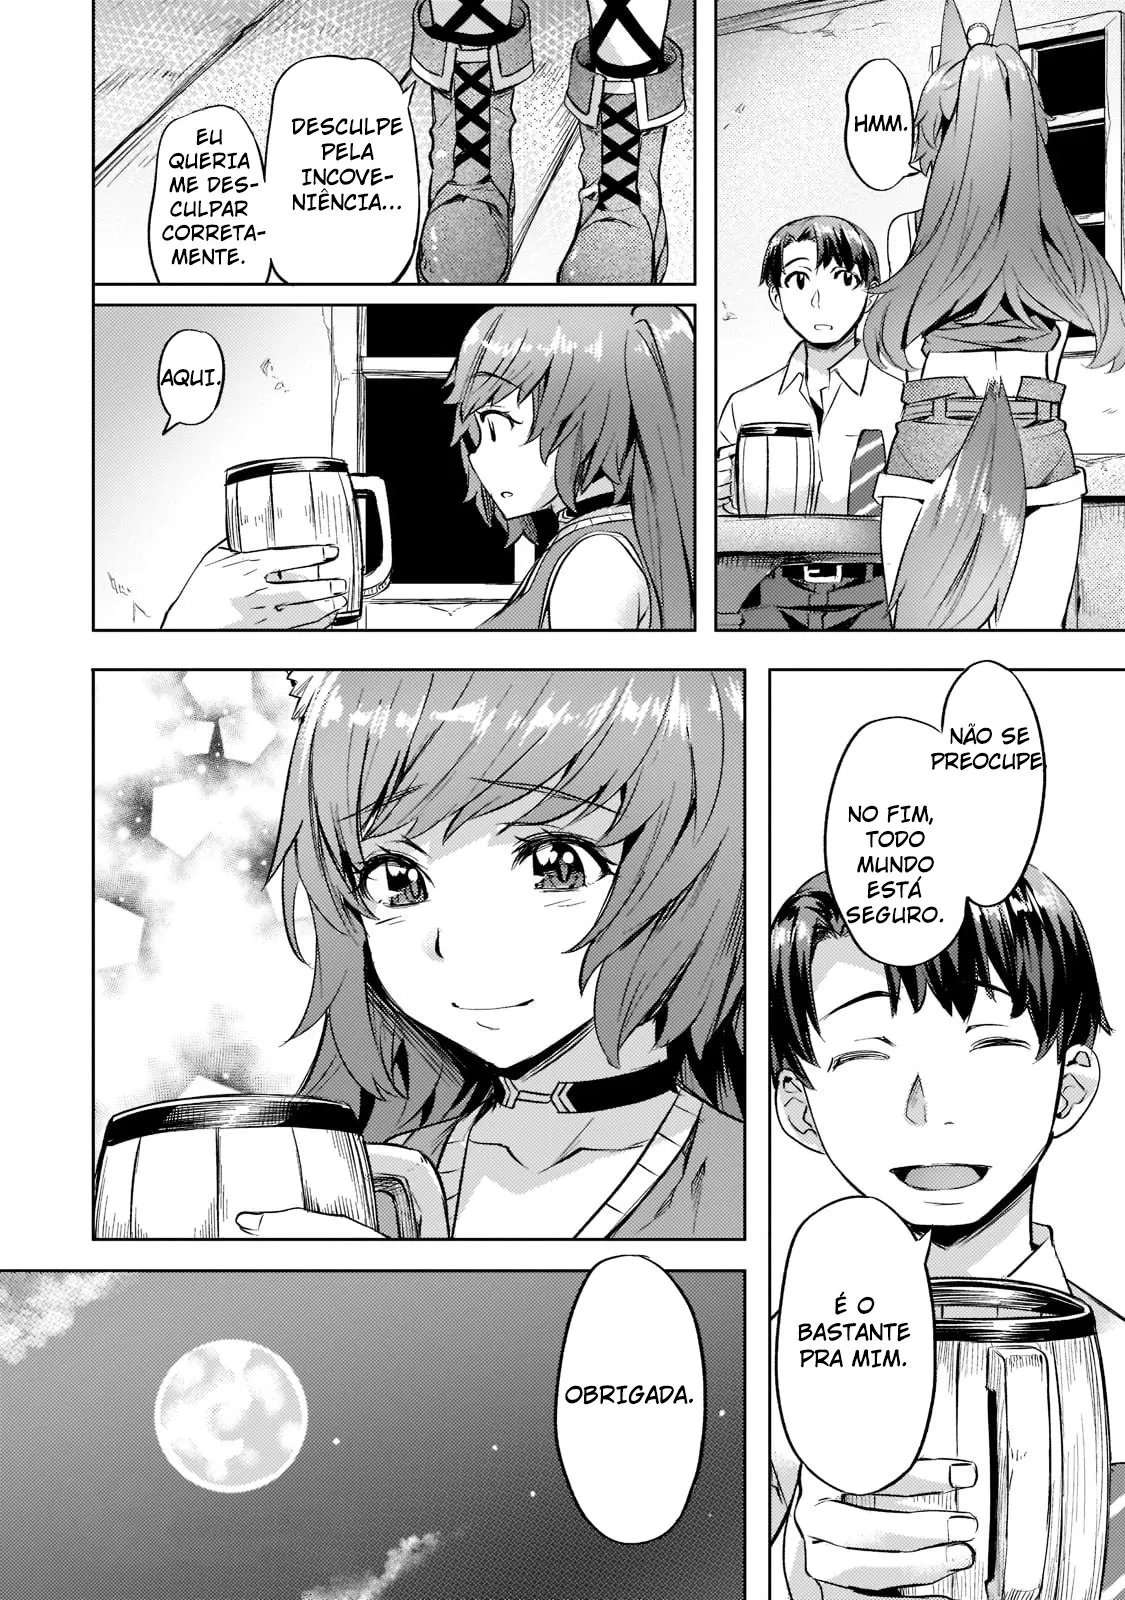 HMM.
DESCULPE
PELA
INCOVE-
NIÊNCIA...
EU
QUERIA
ME DES-
CULPAR
CORRETA-
MENTE.
AQUI.
NÃO SE
PREOCUPE.
NO FIM,
TODO
MUNDO
ESTÁ
SEGURO.
É O
BASTANTE
PRA MIM.
OBRIGADA.